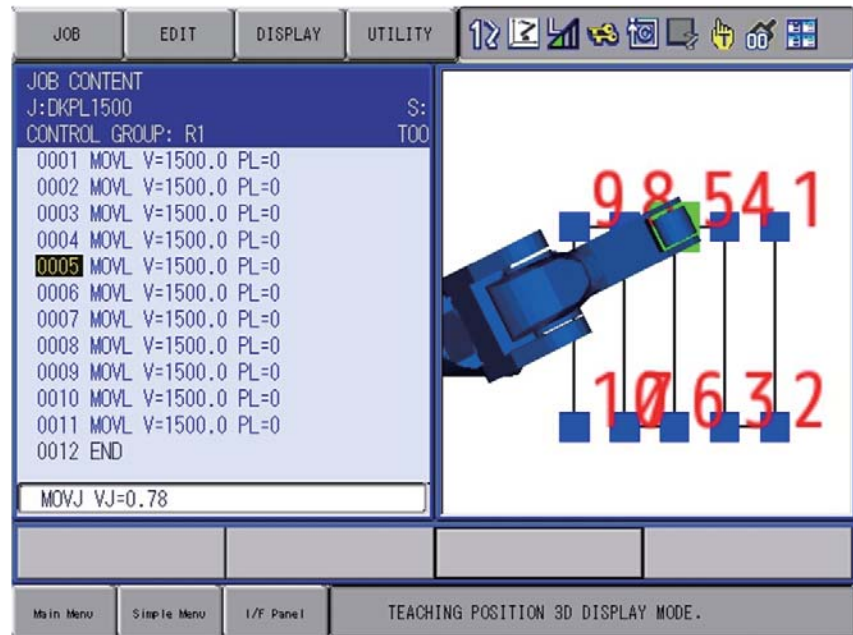 JOB EDIT DISPLAY UTILITY
JOB CONTENT
J:DKPL1500 S:
CONTROL GROUP: R1 TOO
0001 MOVL V=1500.0 PL=0
0002 MOVL V=1500.0 PL=0
0003 MOVL V=1500.0 PL=0
0004 MOVL V=1500.0 PL=0
0005 MOVL V=1500.0 PL=0
0006 MOVL V=1500.0 PL=0
0007 MOVL V=1500.0 PL=0
0008 MOVL V=1500.0 PL=0
0009 MOVL V=1500.0 PL=0
0010 MOVL V=1500.0 PL=0
0011 MOVL V=1500.0 PL=0
0012 END
MOVJ VJ=0.78
9 8 5 4 1
10 7 6 3 2
Main Menu Simple Menu I/F Panel TEACHING POSITION 3D DISPLAY MODE.